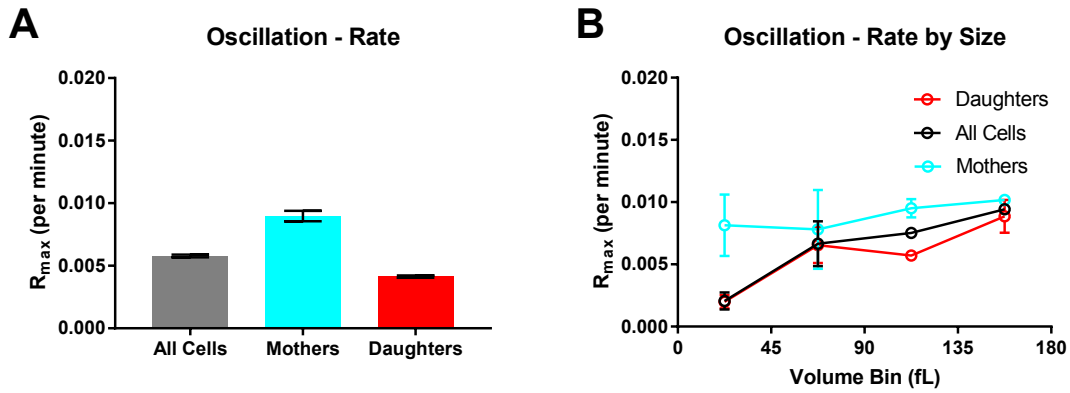 A
Oscillation - Rate
R_max (per minute)
0.020
0.015
0.010
0.005
0.000
All Cells Mothers Daughters
B
Oscillation - Rate by Size
R_max (per minute)
0.020
0.015
0.010
0.005
0.000
Daughters
All Cells
Mothers
0 45 90 135 180
Volume Bin (fL)